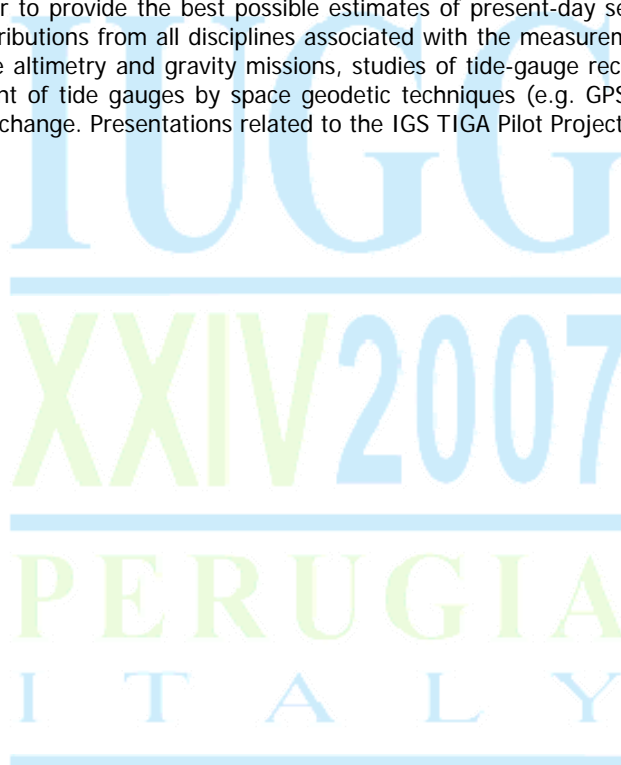 r to provide the best possible estimates of present-day se
ributions from all disciplines associated with the measurem
e altimetry and gravity missions, studies of tide-gauge rec
nt of tide gauges by space geodetic techniques (e.g. GPS
change. Presentations related to the IGS TIGA Pilot Project
IUGG
XXIV2007
PERUGIA
ITALY